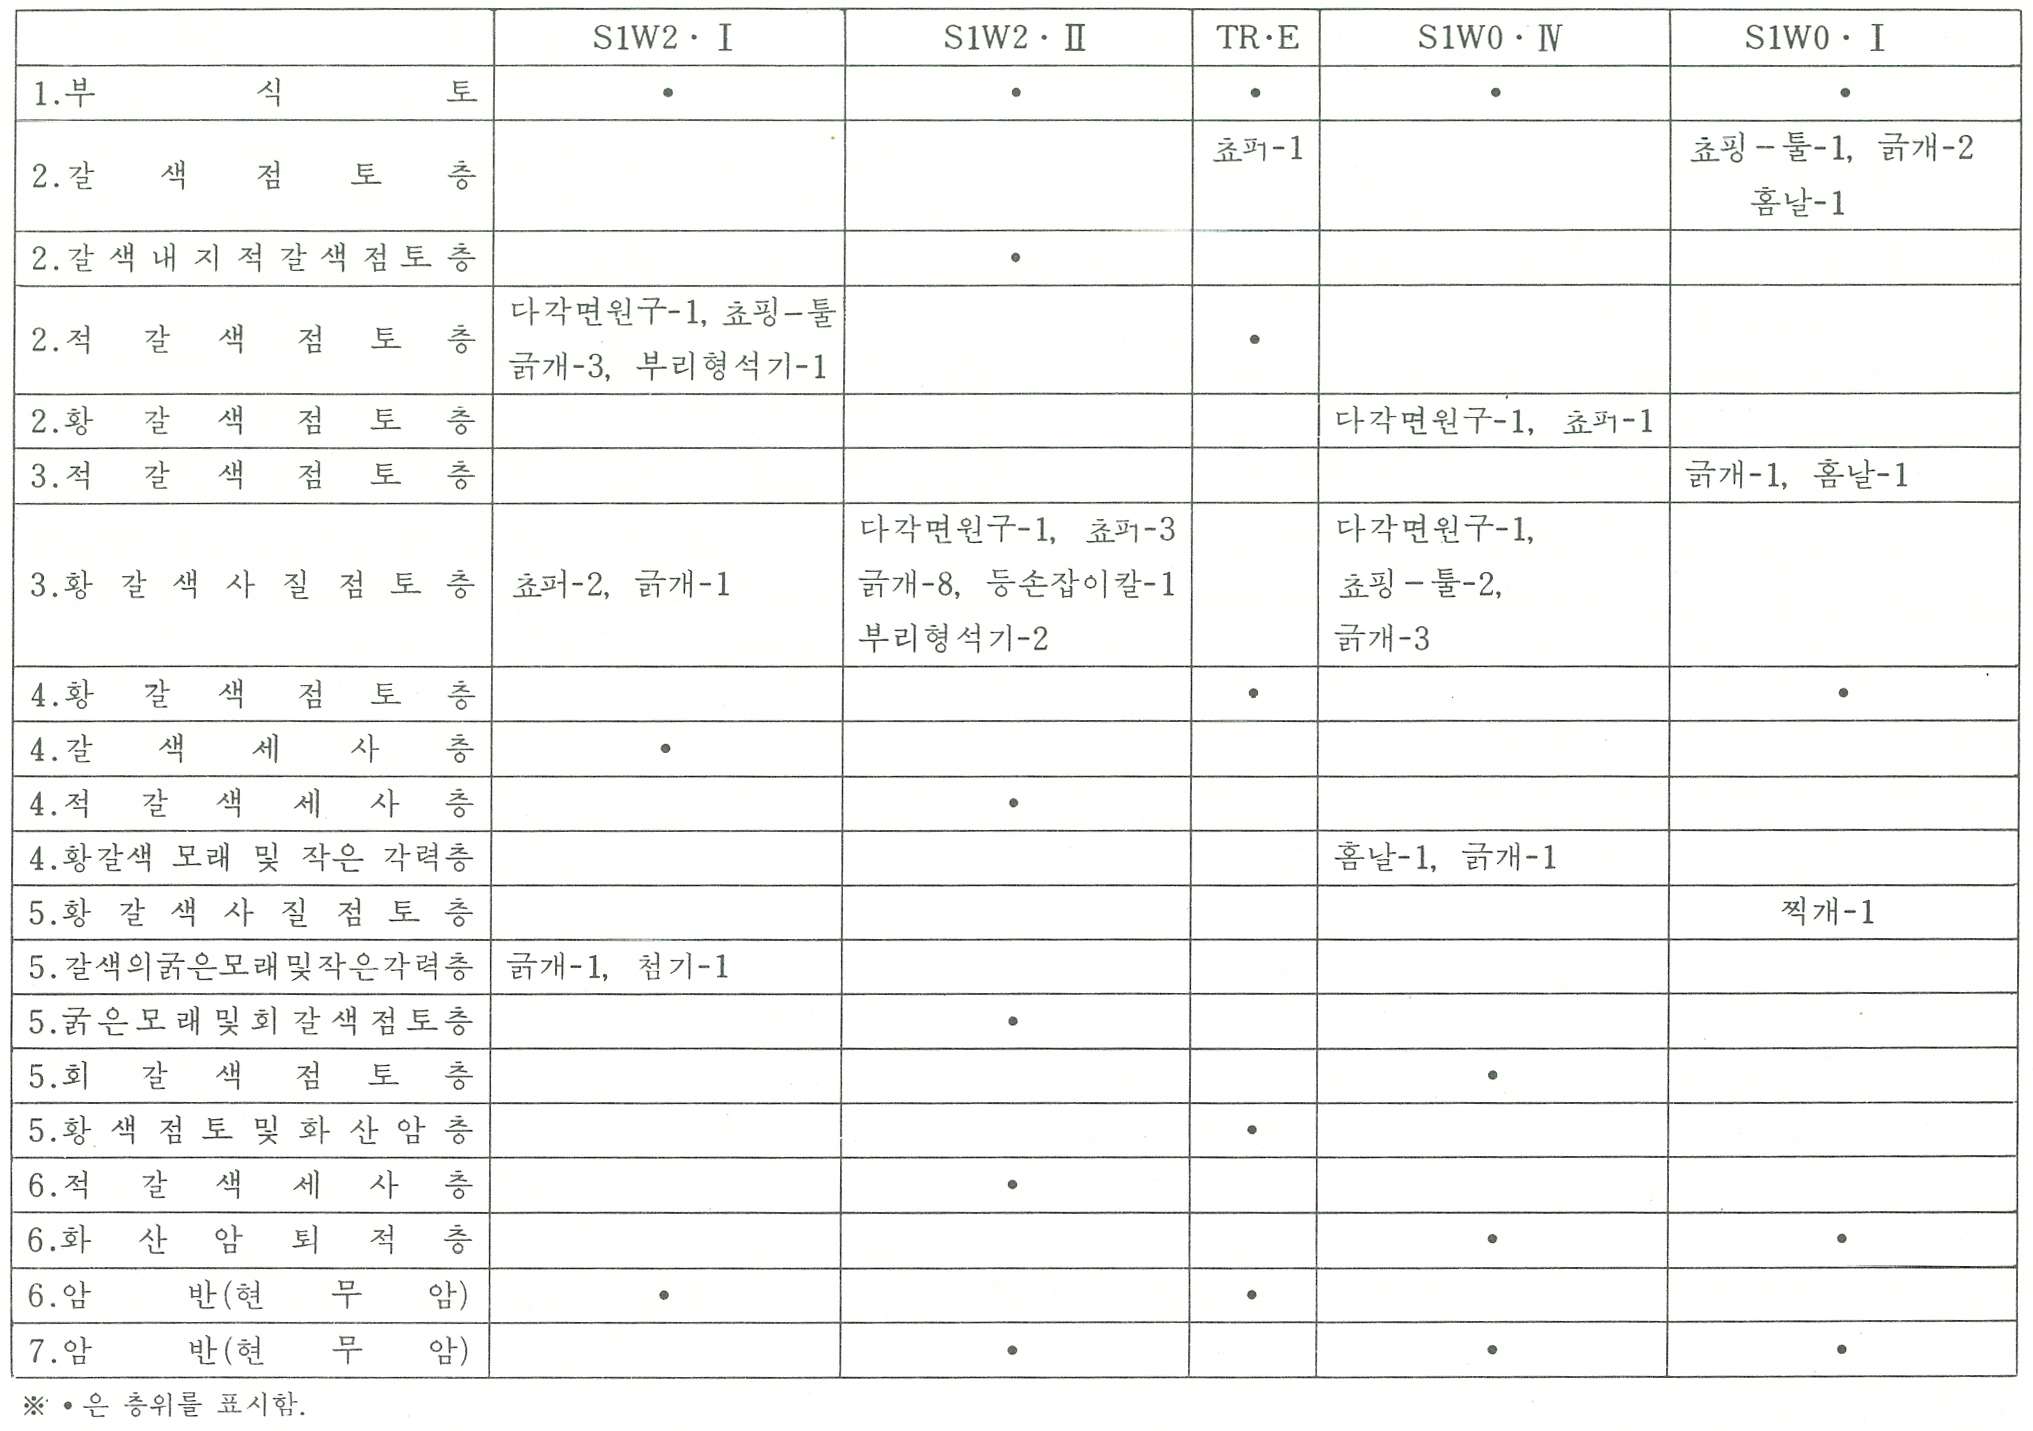 S1W2·Ⅰ S1W2·Ⅱ TR·E S1W0·Ⅳ S1W0·Ⅰ
1.부식토 • • • • •
2.갈색점토층 쵸퍼-1 쵸핑-툴-1, 긁개-2
홈날-1
2.갈색내지적갈색점토층 •
2.적갈색점토층 다각면원구-1, 쵸핑-툴 •
긁개-3, 부리형석기-1
2.황갈색점토층 다각면원구-1, 쵸퍼-1
3.적갈색점토층 긁개-1, 홈날-1
다각면원구-1, 쵸퍼-3 다각면원구-1,
3.황갈색사질점토층 쵸퍼-2, 긁개-1 긁개-8, 등손잡이칼-1 쵸핑-툴-2,
부리형석기-2 긁개-3
4.황갈색점토층 • •
4.갈색세사층 •
4.적갈색세사층 •
4.황갈색 모래 및 작은 각력층 홈날-1, 긁개-1
5.황갈색사질점토층 찍개-1
5.갈색의굵은모래및작은각력층 긁개-1, 첨기-1
5.굵은모래및회갈색점토층 •
5.회갈색점토층 •
5.황색점토및화산암층 •
6.적갈색세사층 •
6.화산암퇴적층 • •
6.암반(현무암) • •
7.암반(현무암) • • •
※ •은 층위를 표시함.